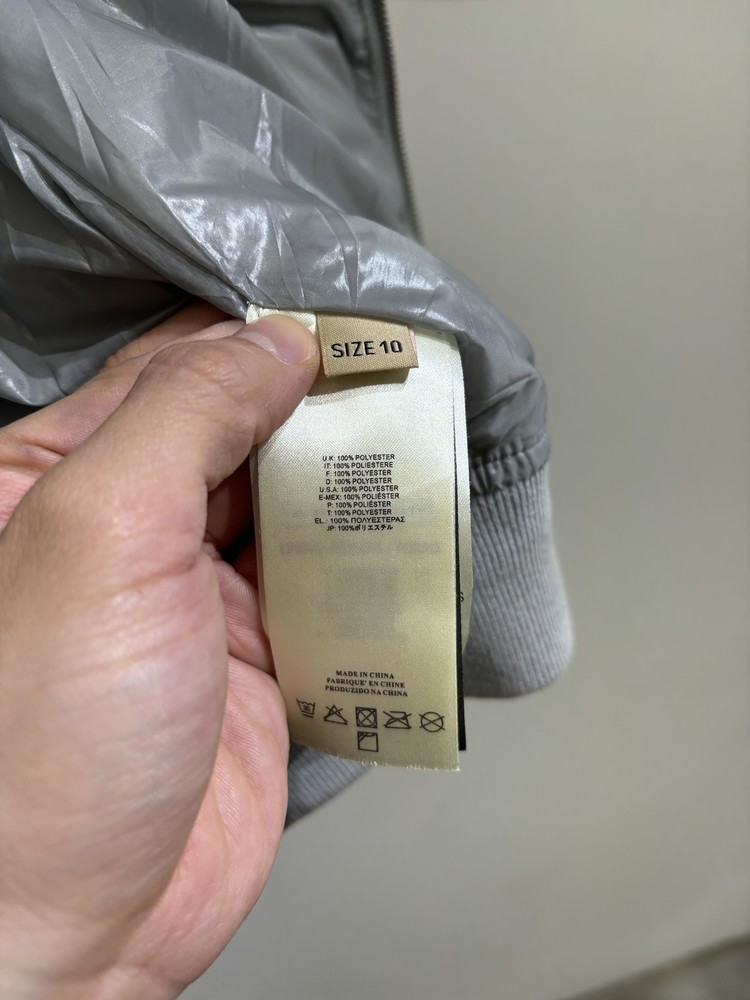 SIZE 10
U.K: 100% POLYESTER
IT: 100% POLIESTERE
F: 100% POLYESTER
D: 100% POLYESTER
U.S.A: 100% POLYESTER
E-MEX: 100% POLIÉSTER
P: 100% POLIÉSTER
T: 100% POLYESTER
EL.: 100% ΠΟΛΥΕΣΤΕΡΑΣ
JP: 100%ポリエステル
MADE IN CHINA
FABRIQUE' EN CHINE
PRODUZIDO NA CHINA